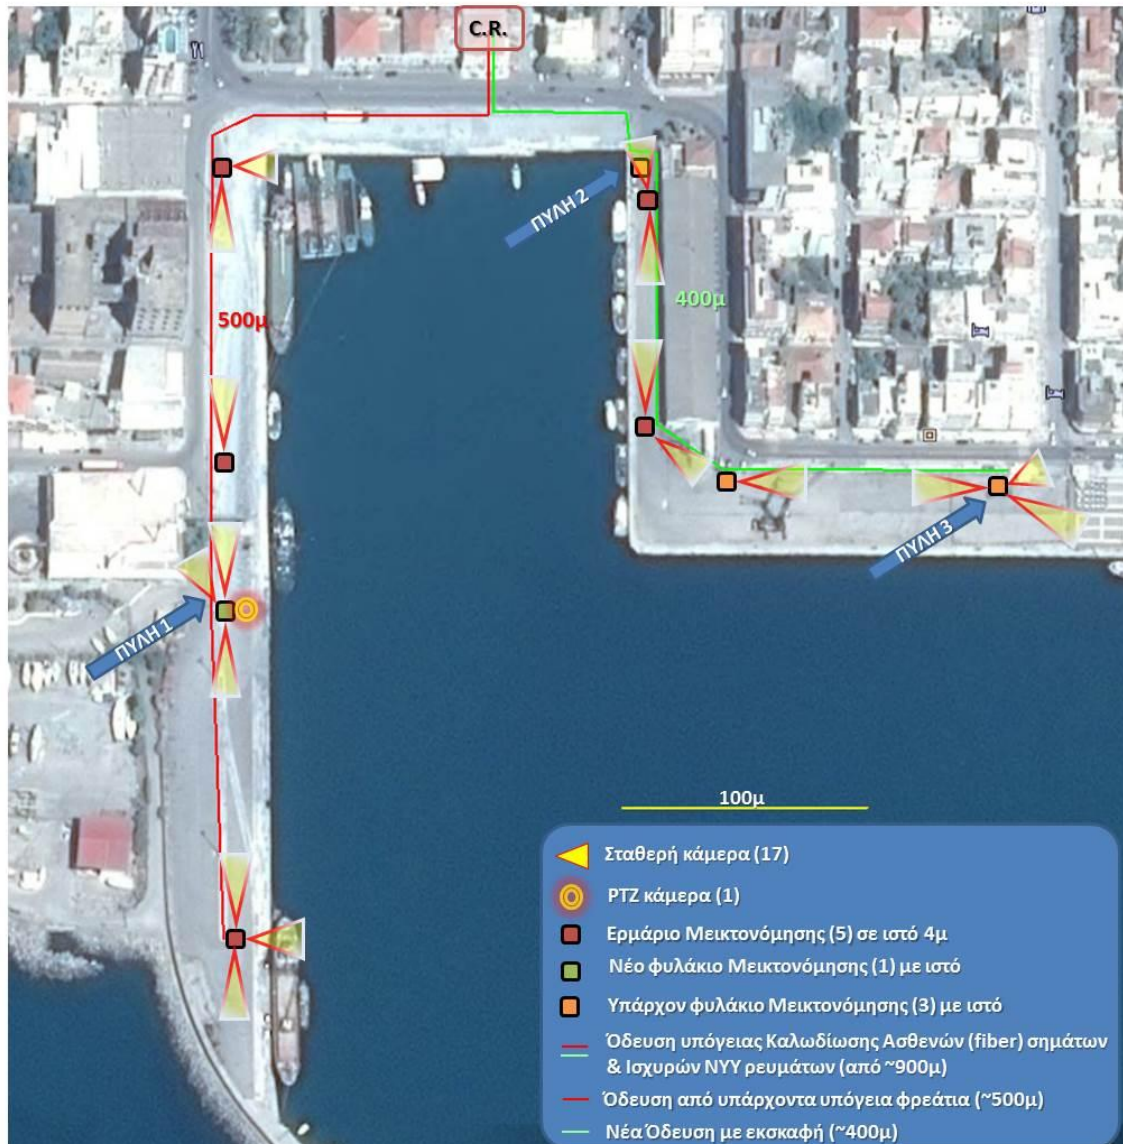 C.R.
ΠΥΛΗ 2
500μ
400μ
ΠΥΛΗ 3
ΠΥΛΗ 1
100μ
Σταθερή κάμερα (17)
PTZ κάμερα (1)
Ερμάριο Μεικτονόμησης (5) σε ιστό 4μ
Νέο φυλάκιο Μεικτονόμησης (1) με ιστό
Υπάρχον φυλάκιο Μεικτονόμησης (3) με ιστό
Όδευση υπόγειας Καλωδίωσης Ασθενών (fiber) σημάτων
& Ισχυρών NYY ρευμάτων (από ~900μ)
Όδευση από υπάρχοντα υπόγεια φρεάτια (~500μ)
Νέα Όδευση με εκσκαφή (~400μ)